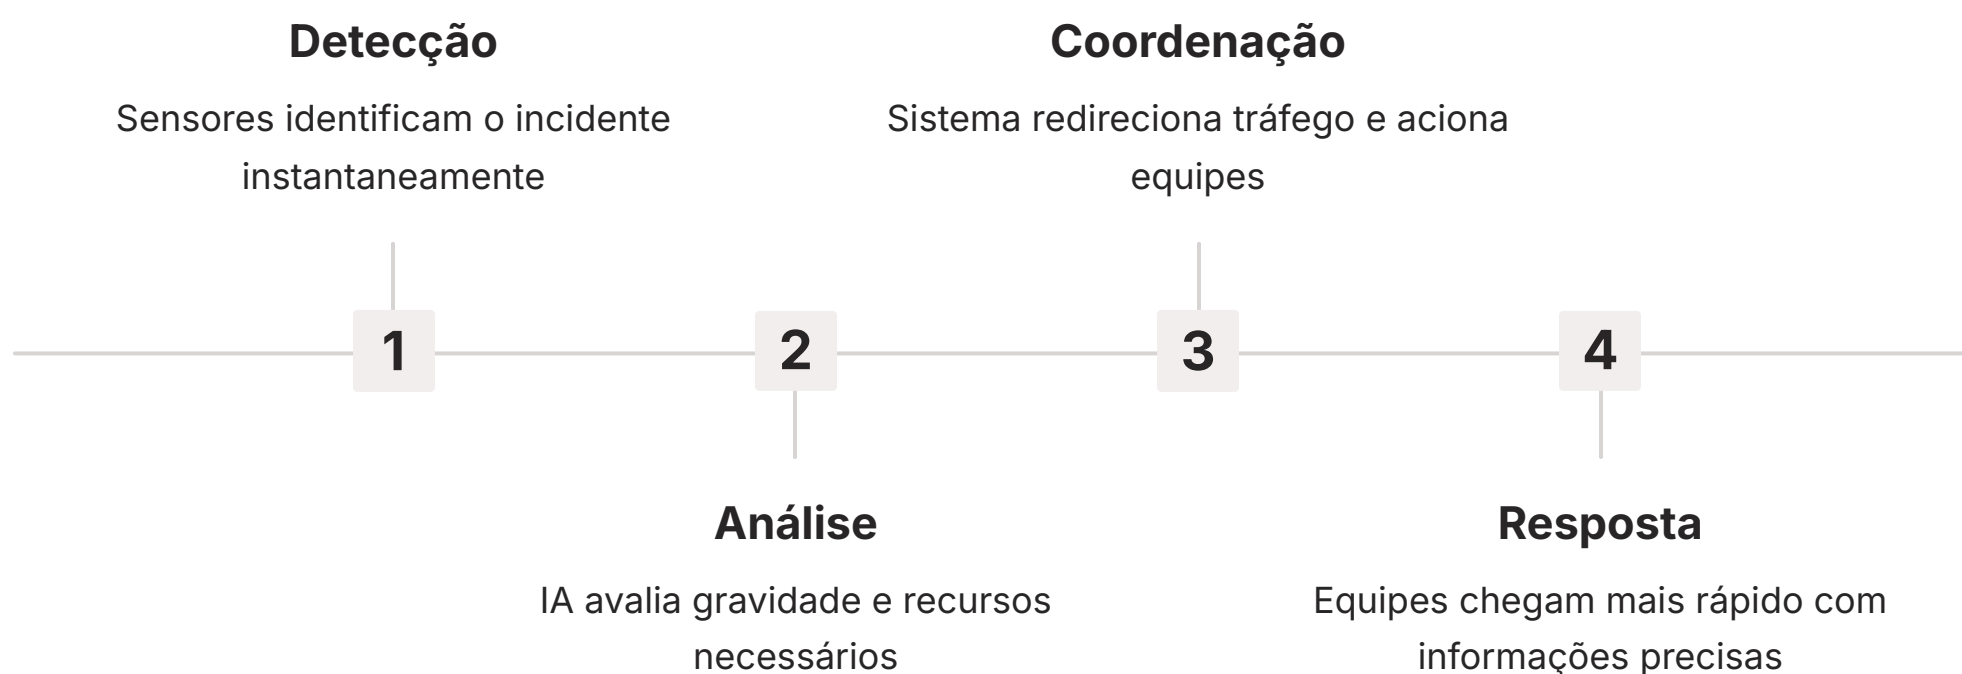 Detecção
Sensores identificam o incidente
instantaneamente
1
2
Análise
IA avalia gravidade e recursos
necessários
Coordenação
Sistema redireciona tráfego e aciona
equipes
3
4
Resposta
Equipes chegam mais rápido com
informações precisas